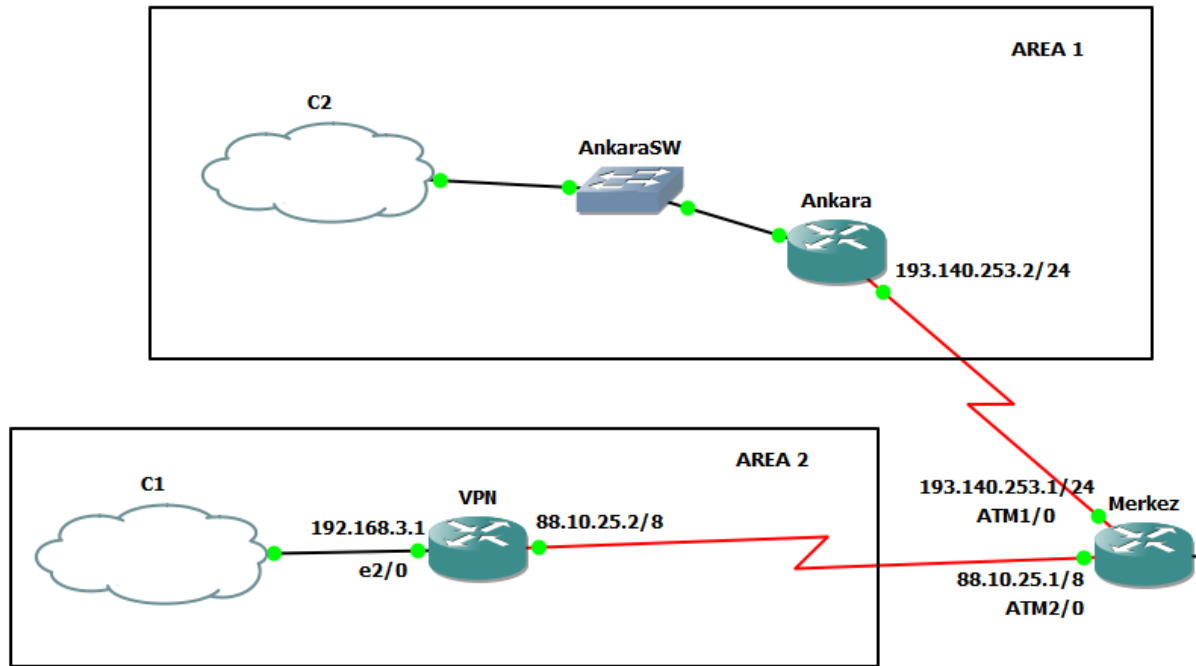 AREA 1
C2
AnkaraSW
Ankara
193.140.253.2/24
AREA 2
C1
VPN
192.168.3.1
e2/0
88.10.25.2/8
193.140.253.1/24
ATM1/0
Merkez
88.10.25.1/8
ATM2/0